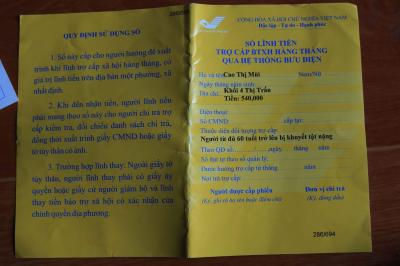 QUY ĐỊNH SỬ DỤNG SỔ
286/694
1. Sổ này cấp cho người hưởng để xuất
trình khi lĩnh trợ cấp xã hội hàng tháng, có
giá trị lĩnh tiền trên địa bàn một phường, xã
nhất định.
2. Khi đến nhận tiền, người lĩnh tiền
phải mang theo sổ này cho người chi trả trợ
cấp kiểm tra, đối chiếu danh sách chi trả,
đồng thời xuất trình giấy CMND hoặc giấy
tờ tùy thân có ảnh.
3. Trường hợp lĩnh thay: Ngoài giấy tờ
tùy thân, người lĩnh thay phải có giấy ủy
quyền hoặc giấy cử người giám hộ và lĩnh
thay tiền bảo trợ xã hội có xác nhận của
chính quyền địa phương.
CỘNG HÒA XÃ HỘI CHỦ NGHĨA VIỆT NAM
Độc lập - Tự do - Hạnh phúc
SỔ LĨNH TIỀN
TRỢ CẤP BTXH HÀNG THÁNG
QUA HỆ THỐNG BƯU ĐIỆN
Họ và tên: Cao Thị Mùi Nam/Nữ
Ngày tháng năm sinh:
Địa chỉ: Khối 4 Thị Trấn
Tiền: 540,000
Điện thoại:
Số CMND cấp tại:
Thuộc diện đối tượng trợ cấp:
Người từ đủ 60 tuổi trở lên bị khuyết tật nặng
Theo QĐ số: / ngày tháng năm
Số thứ tự theo sổ quản lý:
Được hưởng trợ cấp từ tháng năm
Nơi trả trợ cấp:
Người được cấp phiếu Đơn vị chi trả
(Ký, ghi rõ họ tên hoặc điểm chỉ) (Ký, đóng dấu)
286/694